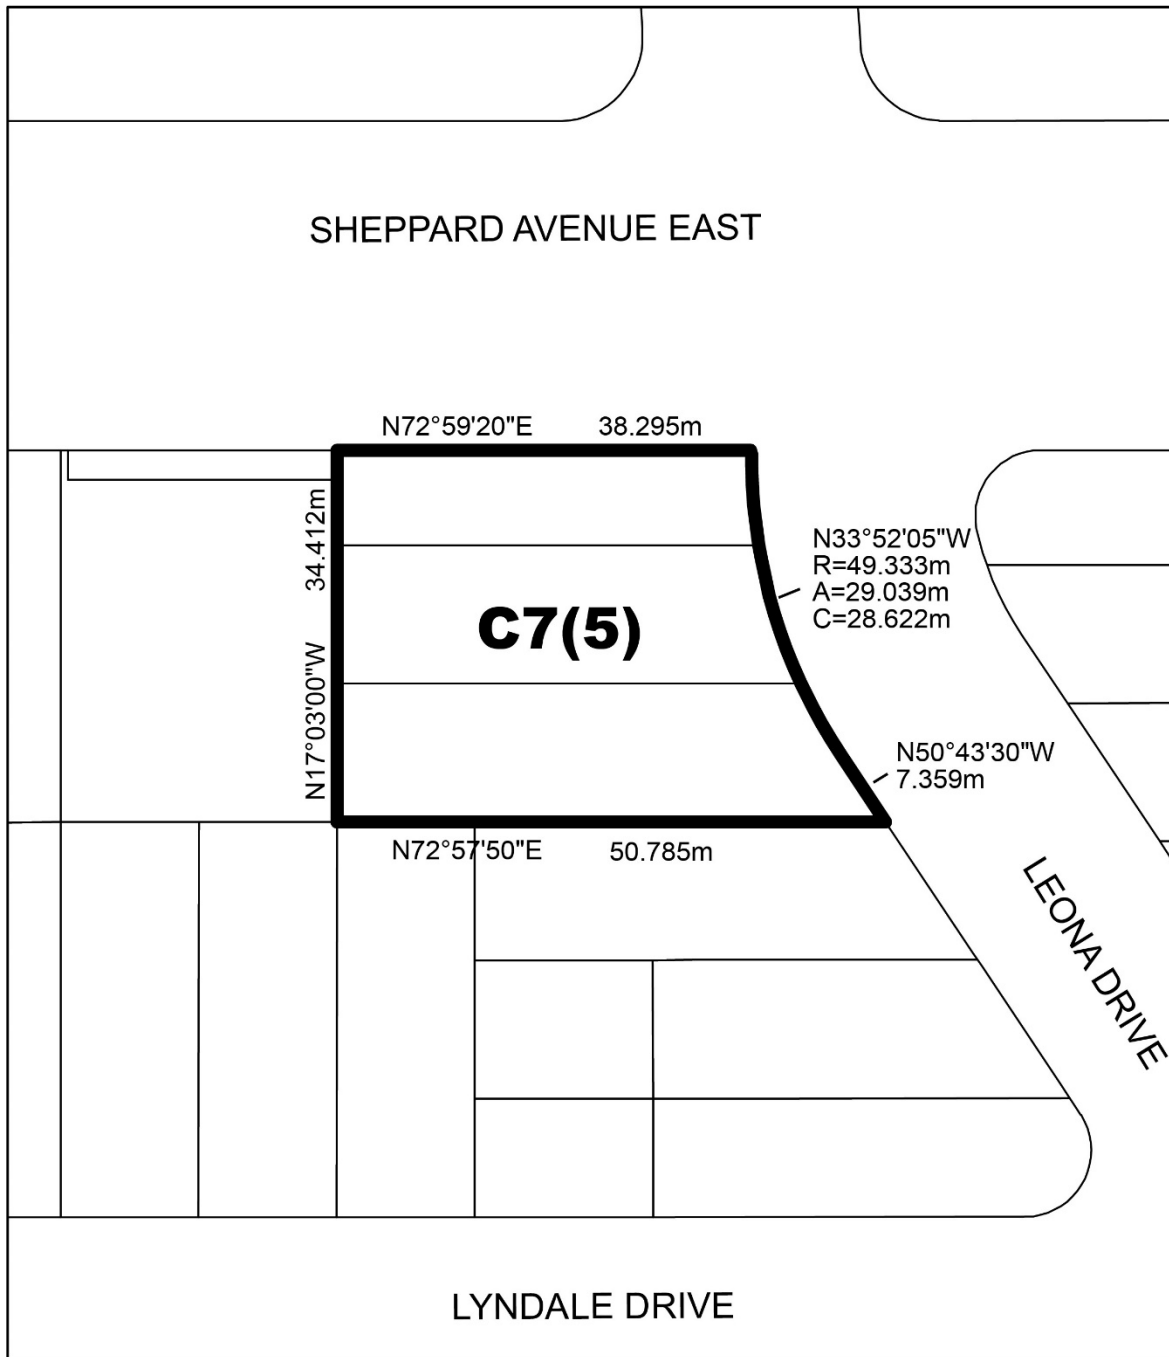 SHEPPARD AVENUE EAST
N72°59'20"E 38.295m
34.412m
N17°03'00"W
N33°52'05"W
R=49.333m
A=29.039m
C=28.622m
C7(5)
N50°43'30"W
7.359m
N72°57'50"E 50.785m
LEONA DRIVE
LYNDALE DRIVE